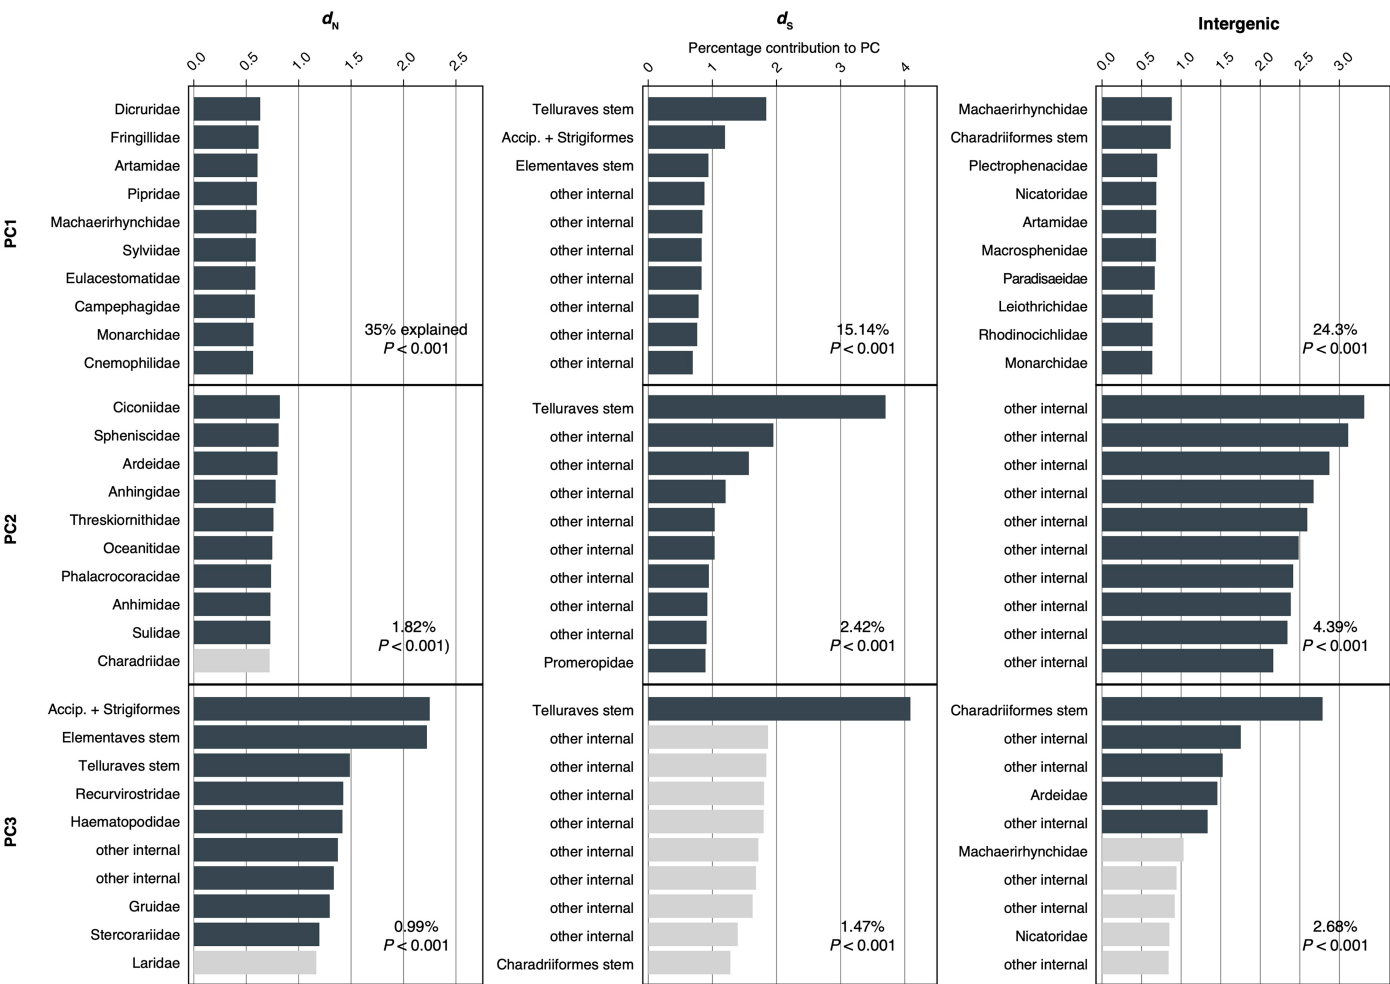 dN
dS
Intergenic
Percentage contribution to PC
0.0 0.5 1.0 1.5 2.0 2.5
0 1 2 3 4
0.0 0.5 1.0 1.5 2.0 2.5 3.0
PC1
Dicruridae
Fringillidae
Artamidae
Pipridae
Machaerirhynchidae
Sylviidae
Eulacestomatidae
Campephagidae
Monarchidae
Cnemophilidae
35% explained
P < 0.001
Telluraves stem
Accip. + Strigiformes
Elementaves stem
other internal
other internal
other internal
other internal
other internal
other internal
other internal
15.14%
P < 0.001
Machaerirhynchidae
Charadriiformes stem
Plectrophenacidae
Nicatoridae
Artamidae
Macrosphenidae
Paradisaeidae
Leiothrichidae
Rhodinocichlidae
Monarchidae
24.3%
P < 0.001
PC2
Ciconiidae
Spheniscidae
Ardeidae
Anhingidae
Threskiornithidae
Oceanitidae
Phalacrocoracidae
Anhimidae
Sulidae
Charadriidae
1.82%
P < 0.001)
Telluraves stem
other internal
other internal
other internal
other internal
other internal
other internal
other internal
other internal
Promeropidae
2.42%
P < 0.001
other internal
other internal
other internal
other internal
other internal
other internal
other internal
other internal
other internal
other internal
4.39%
P < 0.001
PC3
Accip. + Strigiformes
Elementaves stem
Telluraves stem
Recurvirostridae
Haematopodidae
other internal
other internal
Gruidae
Stercorariidae
Laridae
0.99%
P < 0.001
Telluraves stem
other internal
other internal
other internal
other internal
other internal
other internal
other internal
other internal
Charadriiformes stem
1.47%
P < 0.001
Charadriiformes stem
other internal
other internal
Ardeidae
other internal
Machaerirhynchidae
other internal
other internal
Nicatoridae
other internal
2.68%
P < 0.001